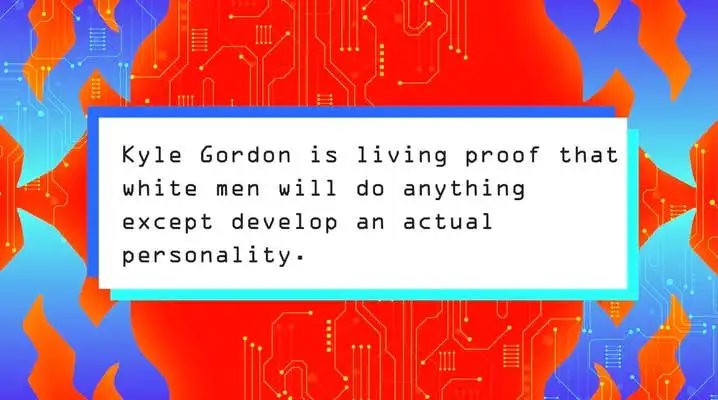 Kyle Gordon is living proof that
white men will do anything
except develop an actual
personality.